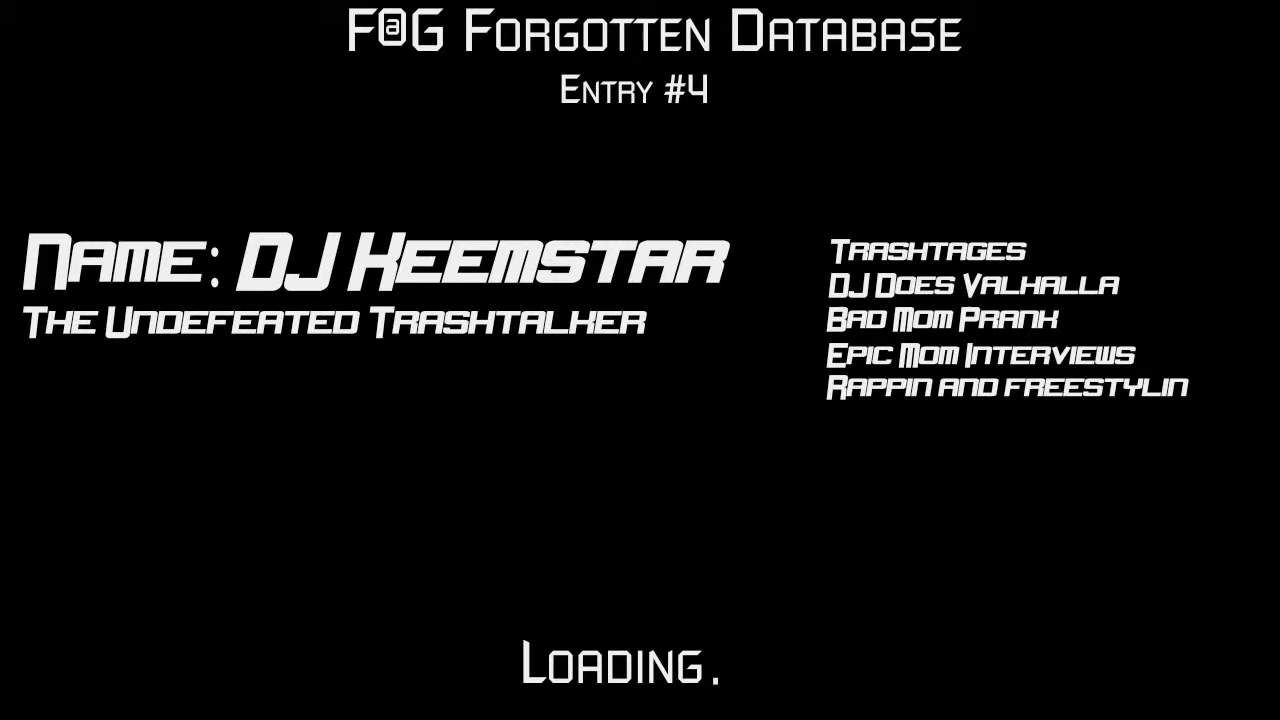 F@G Forgotten Database
Entry #4
Name: DJ Keemstar
The Undefeated Trashtalker
Trashtages
DJ Does Valhalla
Bad Mom Prank
Epic Mom Interviews
Rappin and freestylin
Loading.